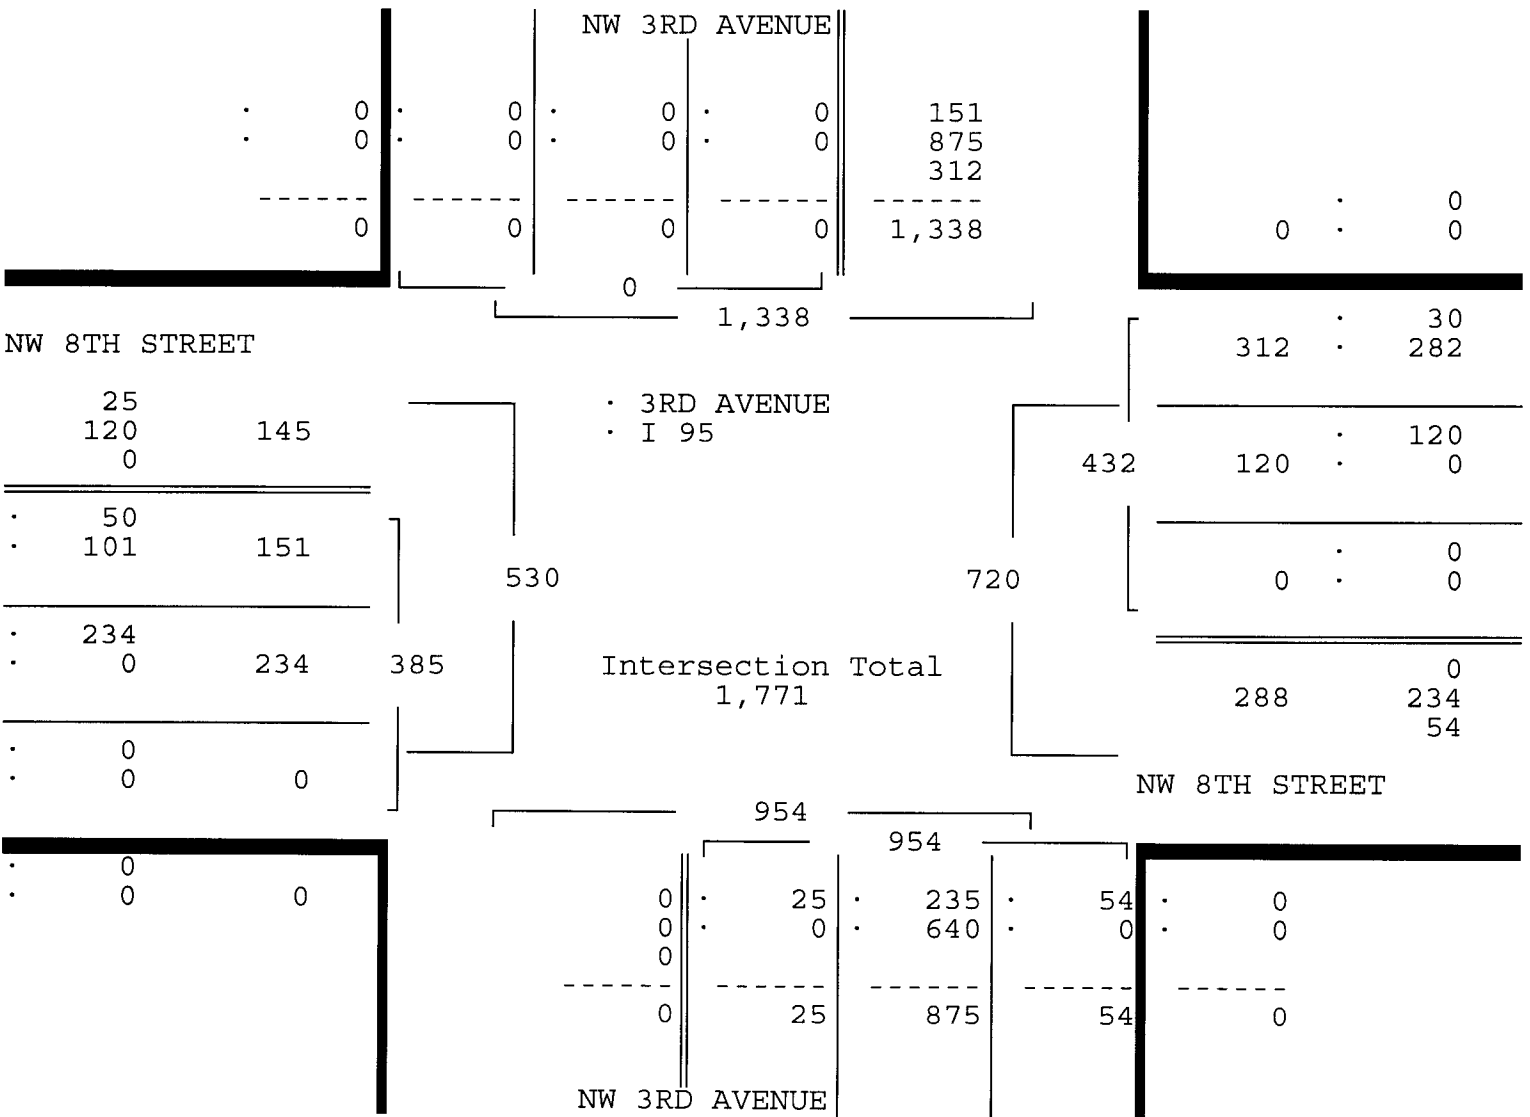 NW 3RD AVENUE
· 0 · 0 · 0 · 0 151
· 0 · 0 · 0 · 0 875
312
------ ------ ------ ------ ------
· 0
0 0 0 0 1,338 0 · 0
0
1,338
· 30
NW 8TH STREET 312 · 282
25 · 3RD AVENUE
120 145 · I 95 · 120
0 432 120 · 0
· 50
· 101 151 · 0
530 720 0 · 0
· 234
· 0 234 385 Intersection Total 0
1,771 288 234
54
· 0
· 0 0 NW 8TH STREET
954
954
· 0
· 0 0 0 · 25 · 235 · 54 · 0
0 · 0 · 640 · 0 · 0
0
------ ------ ------ ------ ------
0 25 875 54 0
NW 3RD AVENUE